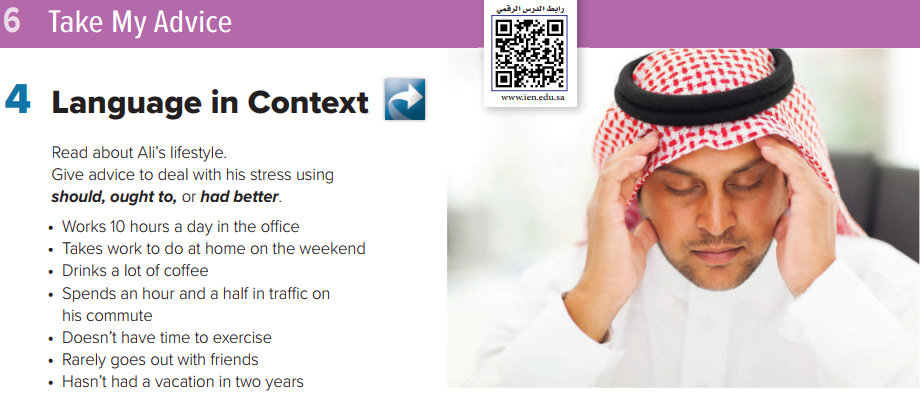 6 Take My Advice
رابط الدرس الرقمي
www.ien.edu.sa
4 Language in Context
Read about Ali’s lifestyle.
Give advice to deal with his stress using
should, ought to, or had better.
• Works 10 hours a day in the office
• Takes work to do at home on the weekend
• Drinks a lot of coffee
• Spends an hour and a half in traffic on
his commute
• Doesn’t have time to exercise
• Rarely goes out with friends
• Hasn’t had a vacation in two years